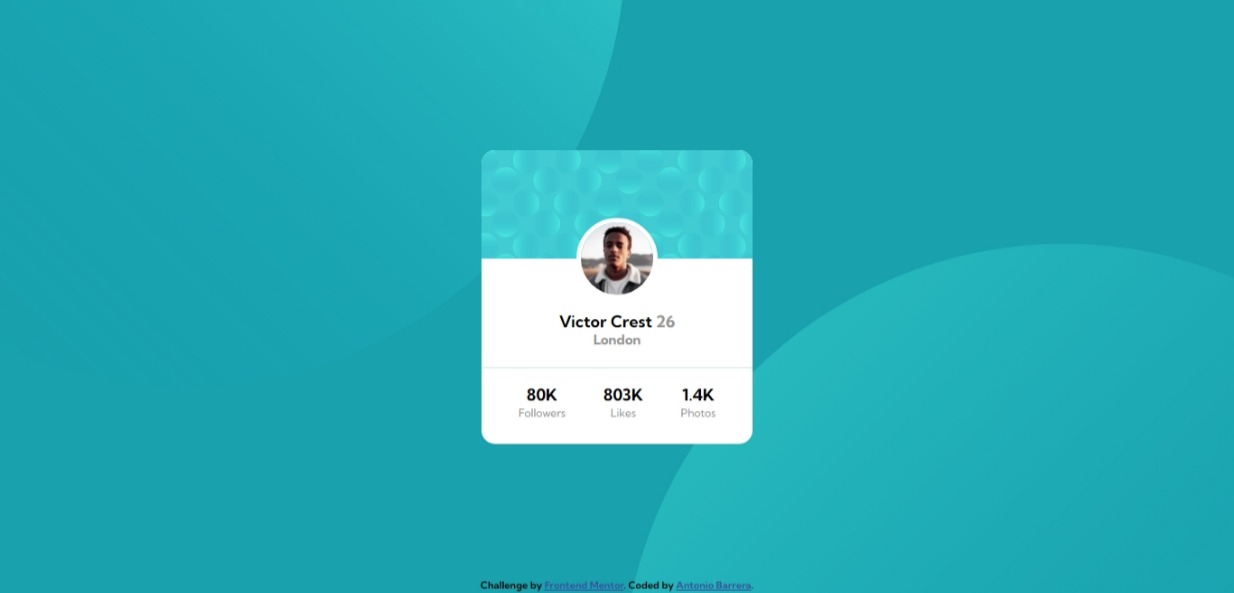 Victor Crest 26
London
80K 803K 1.4K
Followers Likes Photos
Challenge by Frontend Mentor. Coded by Antonio Barrera.